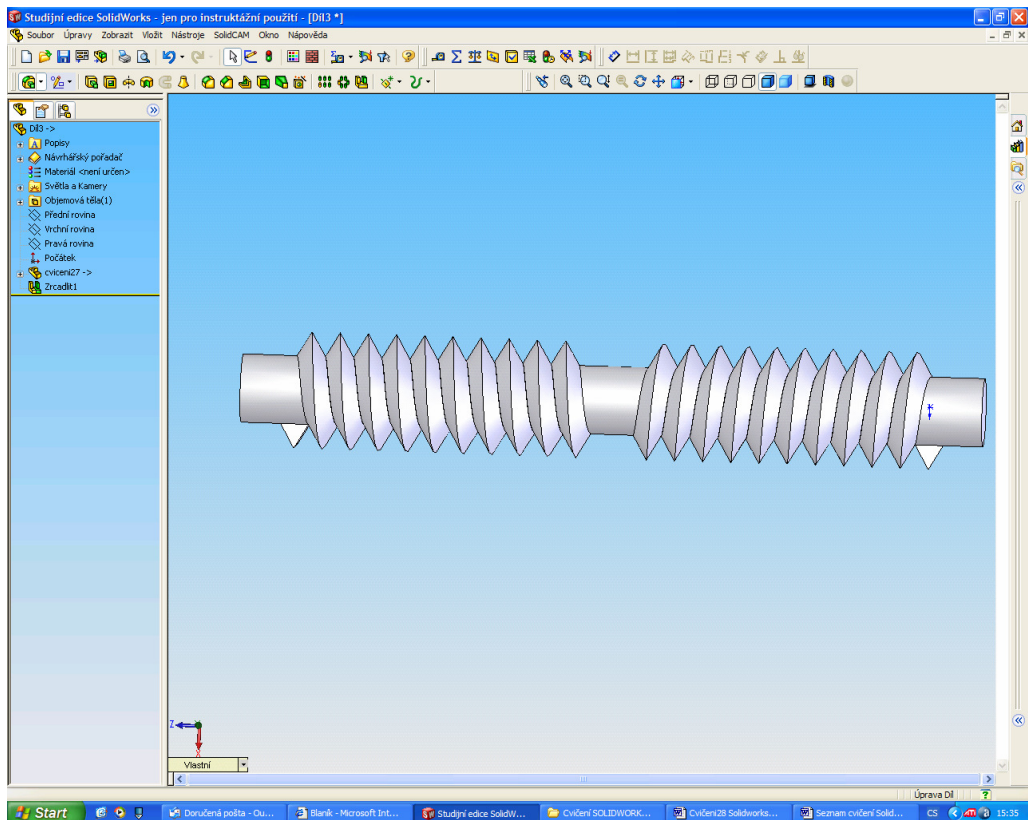 Studijní edice SolidWorks - jen pro instruktážní použití - [Díl3 *]
Soubor Úpravy Zobrazit Vložit Nástroje SolidCAM Okno Nápověda
Díl3 ->
Popisy
Návrhářský pořadač
Materiál <není určen>
Světla a Kamery
Objemová těla(1)
Přední rovina
Vrchní rovina
Pravá rovina
Počátek
cviceni27 ->
Zrcadlit1
Z
X
Vlastní
Úprava Díl
Start
Doručená pošta - Ou...
Blaník - Microsoft Int...
Studijní edice SolidW...
Cvičení SOLIDWORK...
Cvičení28 Solidworks...
Seznam cvičení Solid...
CS
15:35